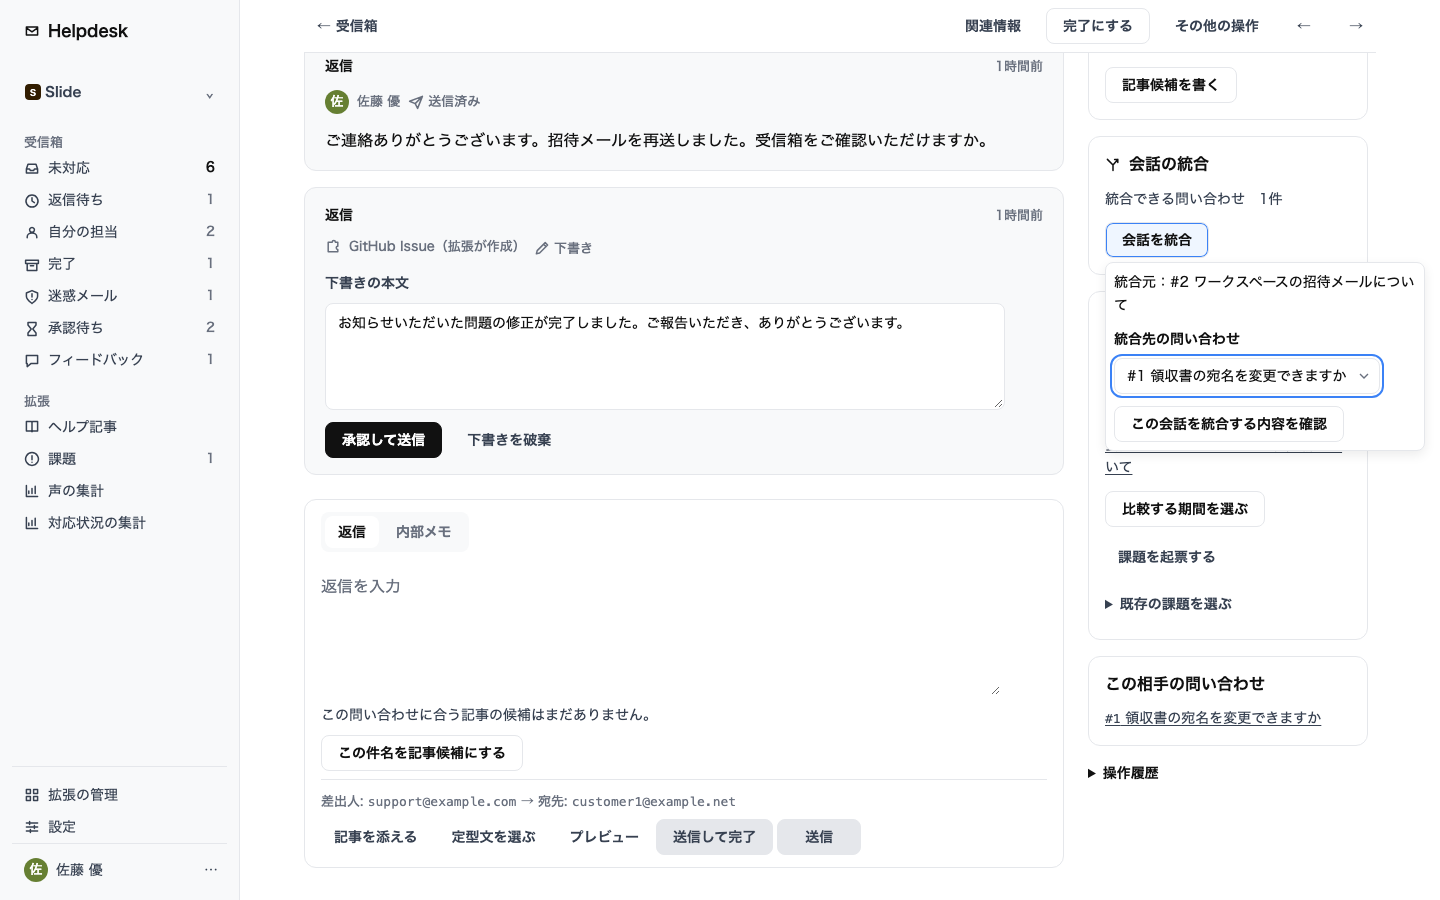 Helpdesk
S Slide
受信箱
未対応 6
返信待ち 1
自分の担当 2
完了 1
迷惑メール 1
承認待ち 2
フィードバック 1
拡張
ヘルプ記事
課題 1
声の集計
対応状況の集計
拡張の管理
設定
佐 佐藤 優 …
← 受信箱
関連情報 完了にする その他の操作 ← →
返信 1時間前
佐 佐藤 優 送信済み
ご連絡ありがとうございます。招待メールを再送しました。受信箱をご確認いただけますか。
返信 1時間前
GitHub Issue（拡張が作成） 下書き
下書きの本文
お知らせいただいた問題の修正が完了しました。ご報告いただき、ありがとうございます。
承認して送信 下書きを破棄
返信 内部メモ
返信を入力
この問い合わせに合う記事の候補はまだありません。
この件名を記事候補にする
差出人: support@example.com → 宛先: customer1@example.net
記事を添える 定型文を選ぶ プレビュー 送信して完了 送信
記事候補を書く
会話の統合
統合できる問い合わせ 1件
会話を統合
統合元：#2 ワークスペースの招待メールについ
て
統合先の問い合わせ
#1 領収書の宛名を変更できますか
この会話を統合する内容を確認
いて
比較する期間を選ぶ
課題を起票する
▶ 既存の課題を選ぶ
この相手の問い合わせ
#1 領収書の宛名を変更できますか
▶ 操作履歴